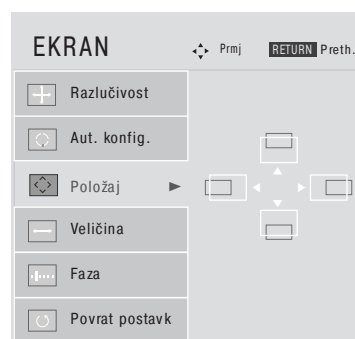 EKRAN
Prmj RETURN Preth.
Razlučivost
Aut. konfig.
Položaj
Veličina
Faza
Povrat postavk